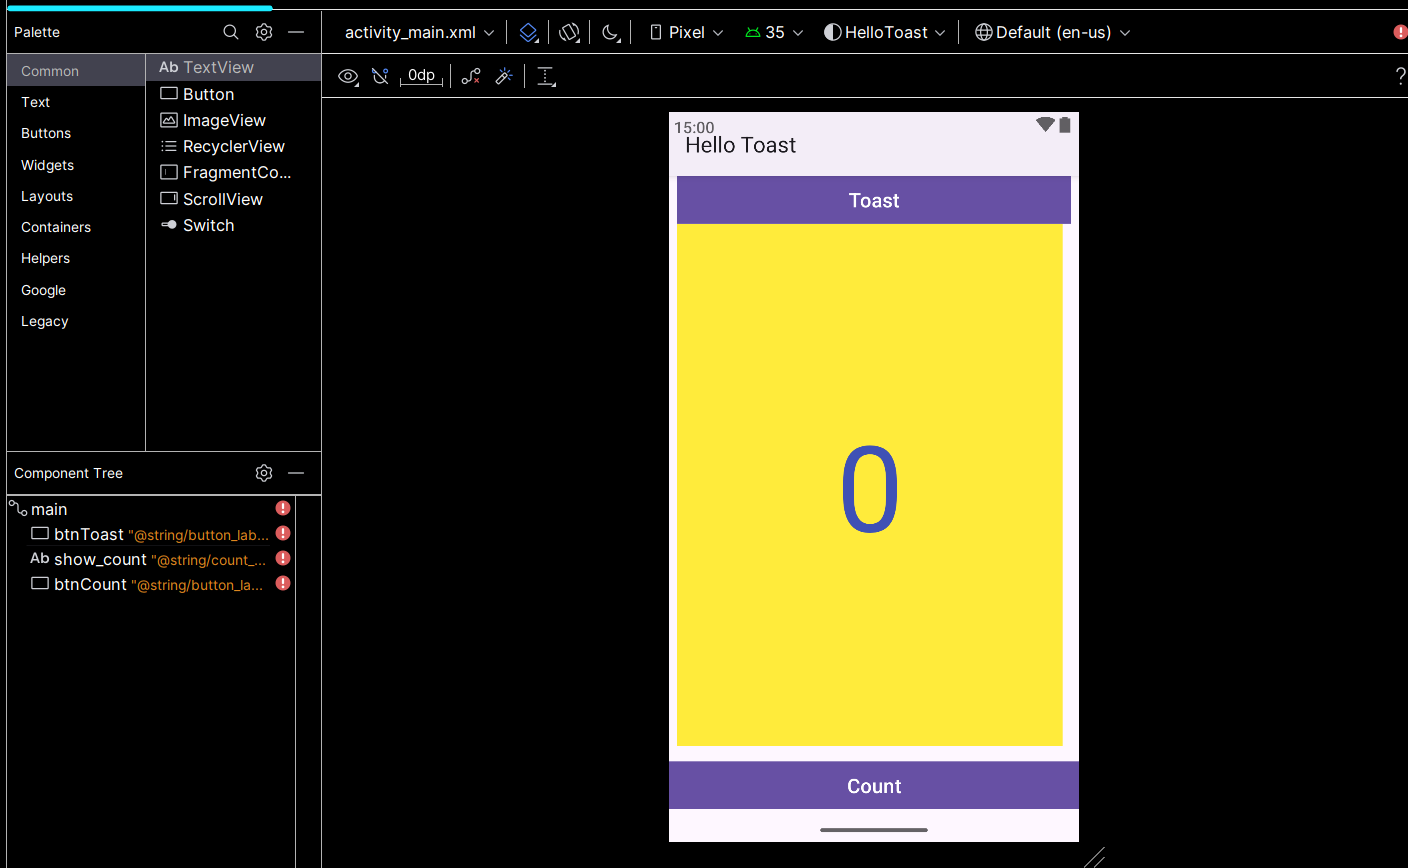 Palette
activity_main.xml
Pixel
35
HelloToast
Default (en-us)
Common
Text
Buttons
Widgets
Layouts
Containers
Helpers
Google
Legacy
Ab TextView
Button
ImageView
RecyclerView
FragmentCo...
ScrollView
Switch
0dp
?
15:00
Hello Toast
Toast
0
Count
Component Tree
main
btnToast "@string/button_lab...
Ab show_count "@string/count_...
btnCount "@string/button_la...